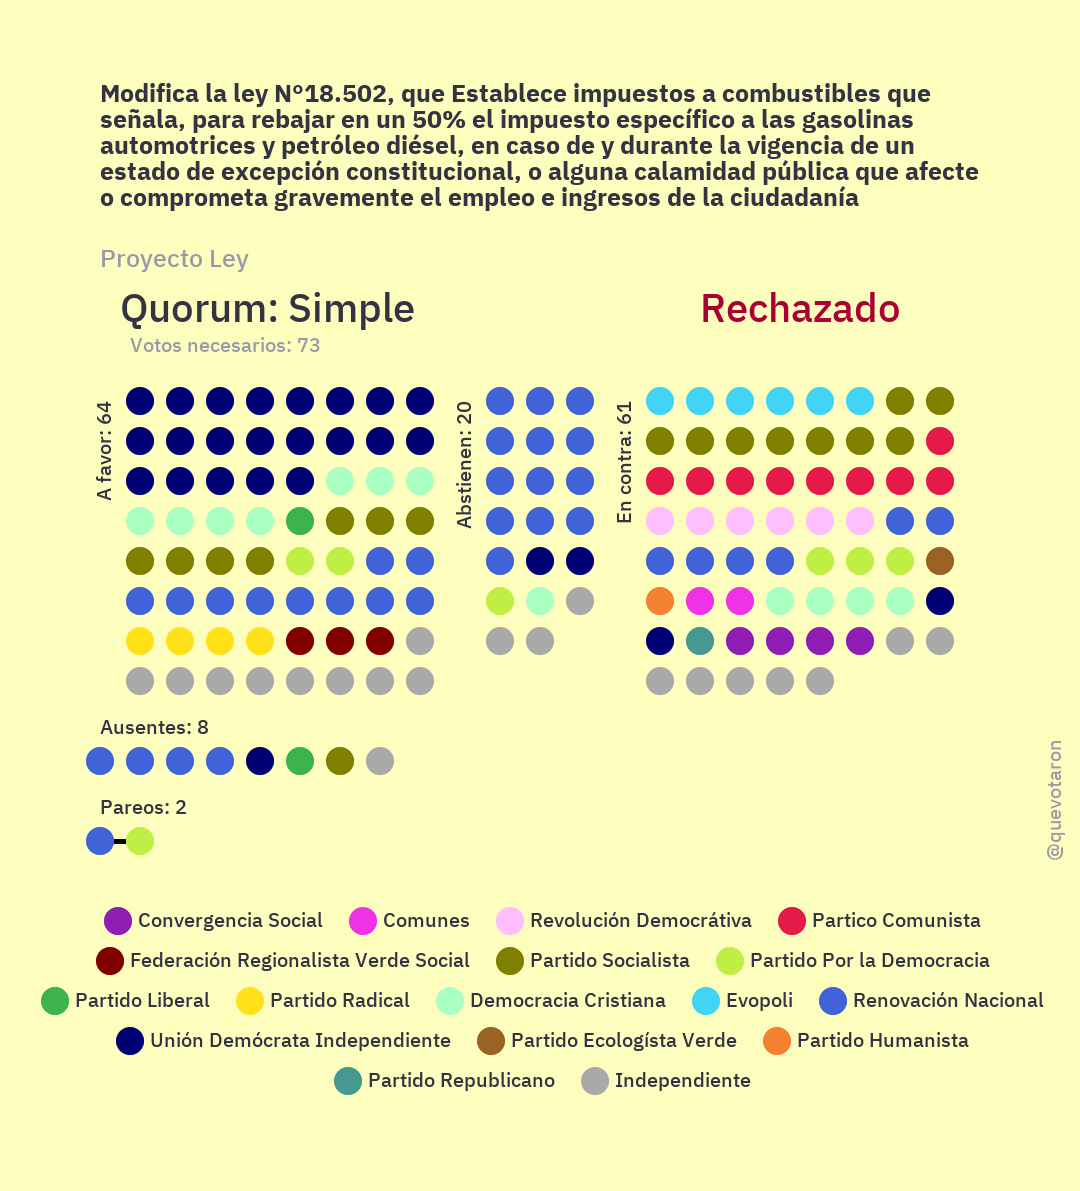 Modifica la ley N°18.502, que Establece impuestos a combustibles que
señala, para rebajar en un 50% el impuesto específico a las gasolinas
automotrices y petróleo diésel, en caso de y durante la vigencia de un
estado de excepción constitucional, o alguna calamidad pública que afecte
o comprometa gravemente el empleo e ingresos de la ciudadanía
Proyecto Ley
Quorum: Simple
Rechazado
Votos necesarios: 73
A favor: 64
Abstienen: 20
En contra: 61
Ausentes: 8
Pareos: 2
@quevotaron
Convergencia Social Comunes Revolución Democrátiva Partico Comunista
Federación Regionalista Verde Social Partido Socialista Partido Por la Democracia
Partido Liberal Partido Radical Democracia Cristiana Evopoli Renovación Nacional
Unión Demócrata Independiente Partido Ecologísta Verde Partido Humanista
Partido Republicano Independiente